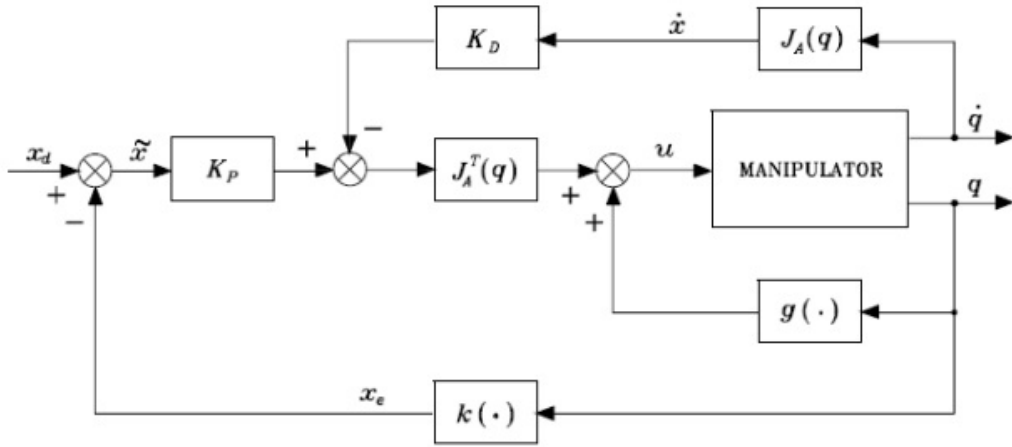 K_D
ẋ
J_A(q)
q̇
−
x_d
x̃
+
−
K_P
+
J_A^T(q)
+
+
u
MANIPULATOR
q
g(·)
x_e
k(·)